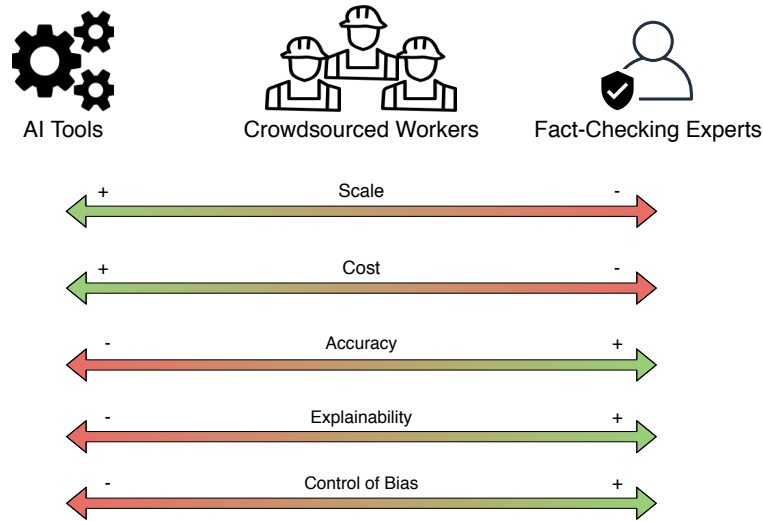 AI Tools Crowdsourced Workers Fact-Checking Experts
+ Scale -
+ Cost -
- Accuracy +
- Explainability +
- Control of Bias +